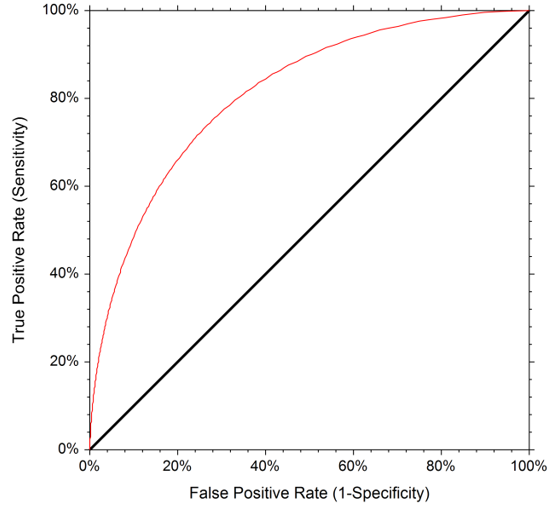 100%
80%
60%
40%
20%
0%
True Positive Rate (Sensitivity)
0% 20% 40% 60% 80% 100%
False Positive Rate (1-Specificity)